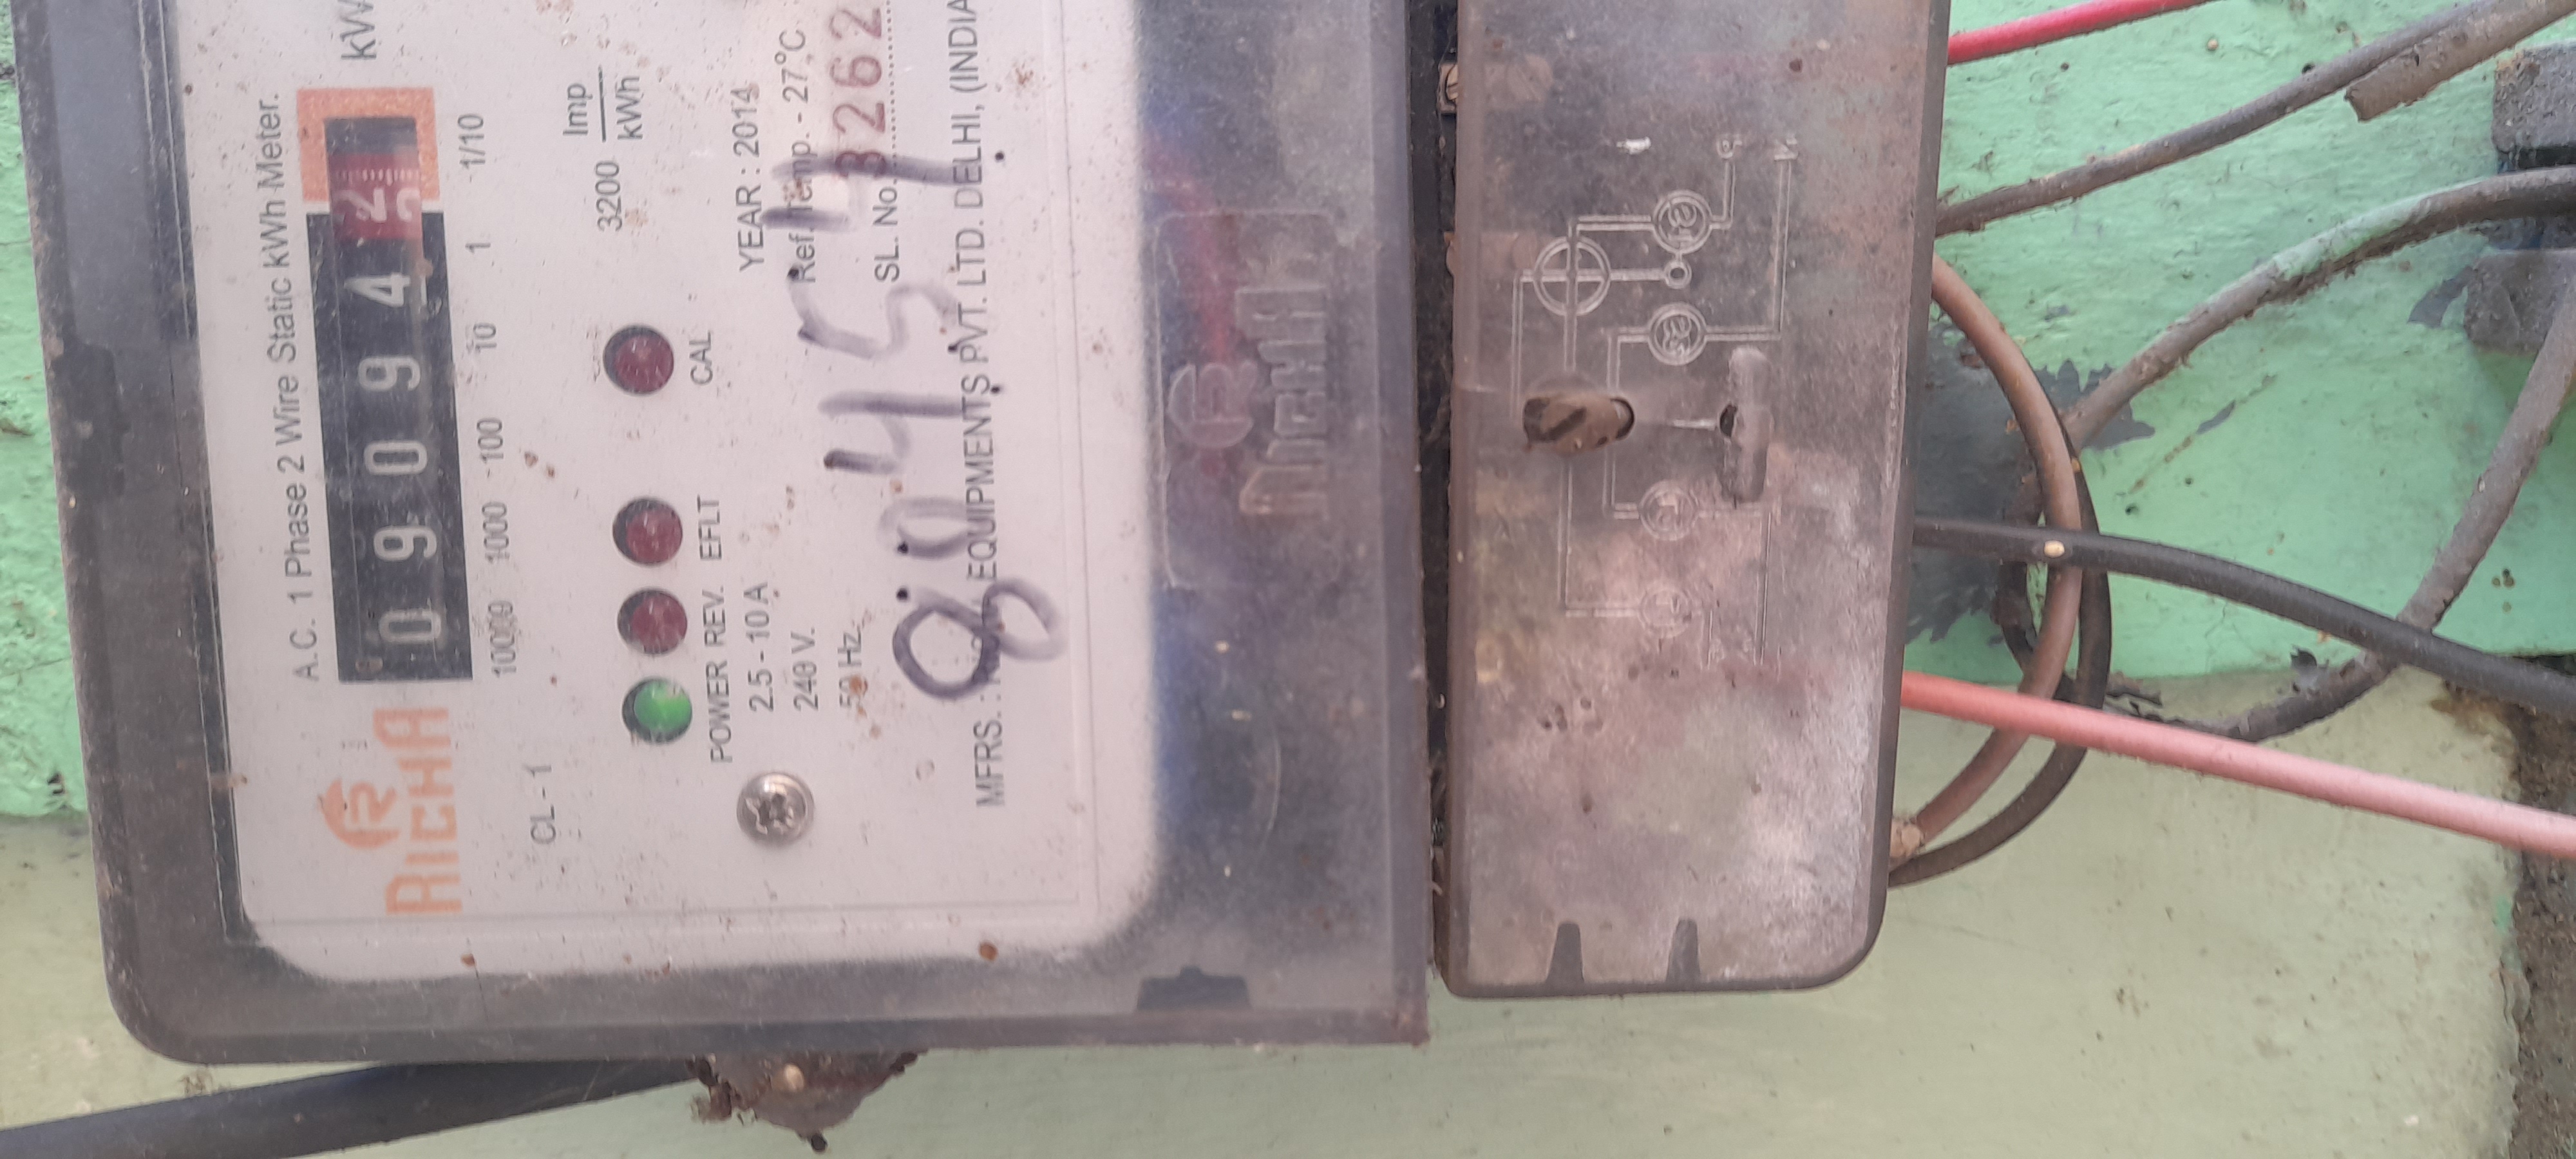 A.C. 1 Phase 2 Wire Static kWh Meter.
RICHA
0 9 0 9 4 2
kW
10000 1000 100 10 1 1/10
CL - 1
3200 Imp
kWh
POWER REV. EFLT CAL
2.5 - 10 A
YEAR : 2014
240 V.
Ref. Temp. - 27°C
50 Hz.
SL. No. 3262
MFRS. : EQUIPMENTS PVT. LTD. DELHI, (INDIA
RICHA